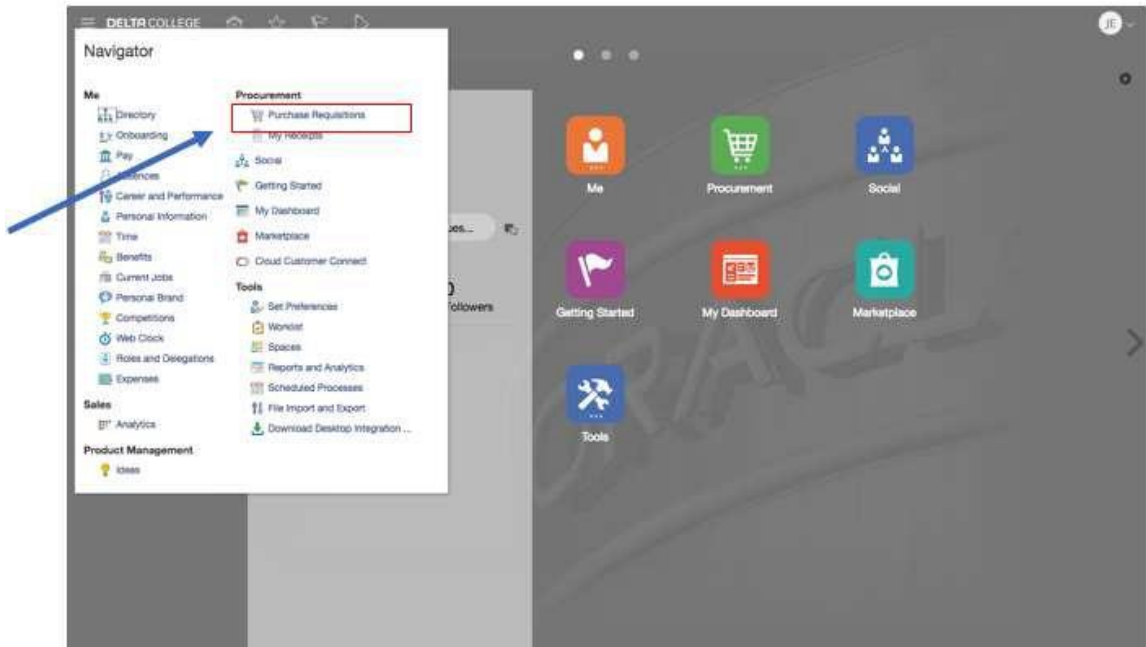 DELTA COLLEGE
JE
Navigator
Me
Directory
Onboarding
Pay
Absences
Career and Performance
Personal Information
Time
Benefits
Current Jobs
Personal Brand
Competitions
Web Clock
Roles and Delegations
Expenses
Sales
Analytics
Product Management
Ideas
Procurement
Purchase Requisitions
My Receipts
Social
Getting Started
My Dashboard
Marketplace
Cloud Customer Connect
Tools
Set Preferences
Worklist
Spaces
Reports and Analytics
Scheduled Processes
File Import and Export
Download Desktop Integration ...
ues...
Followers
Me
Procurement
Social
Getting Started
My Dashboard
Marketplace
Tools
ORACL